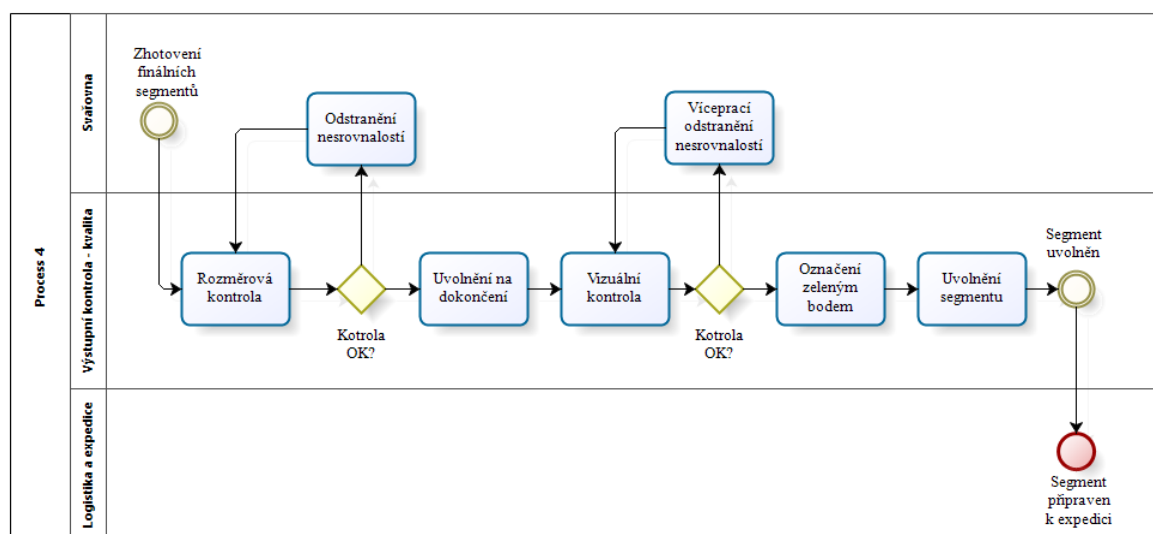 Process 4
Svařovna
Zhotovení
finálních
segmentů
Odstranění
nesrovnalostí
Víceprací
odstranění
nesrovnalostí
Výstupní kontrola - kvalita
Rozměrová
kontrola
Kotrola
OK?
Uvolnění na
dokončení
Vizuální
kontrola
Kotrola
OK?
Označení
zeleným
bodem
Uvolnění
segmentu
Segment
uvolněn
Logistika a expedice
Segment
připraven
k expedici